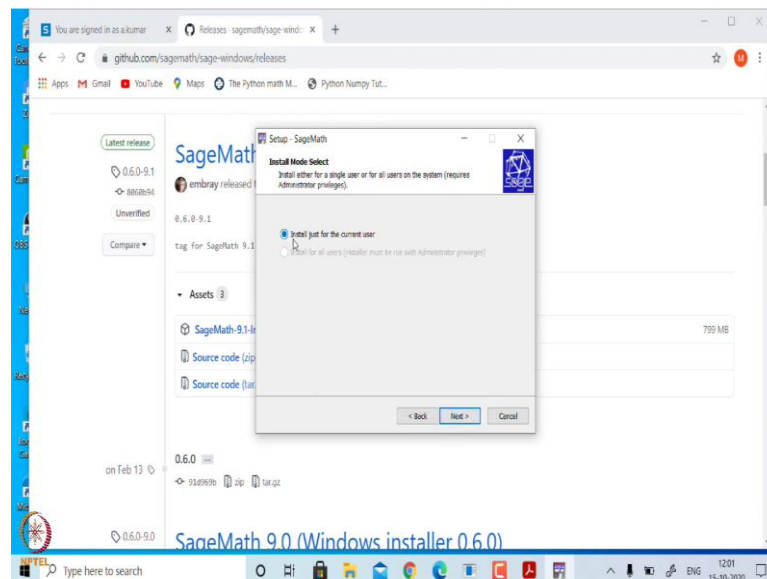 You are signed in as a.kumar
Releases · sagemath/sage-windo
github.com/sagemath/sage-windows/releases
Apps
Gmail
YouTube
Maps
The Python math M...
Python Numpy Tut...
Latest release
0.6.0-9.1
Unverified
Compare
SageMath
embray released
0.6.0-9.1
tag for SageMath 9.1
Assets 3
SageMath-9.1-
799 MB
Source code (zip
Source code (tar
Setup - SageMath
Install Mode Select
Install either for a single user or for all users on the system (requires
Administrator privileges).
Install just for the current user
Install for all users (installer must be run with Administrator privileges)
< Back
Next >
Cancel
on Feb 13
0.6.0
91d969b
zip
tar.gz
0.6.0-9.0
SageMath 9.0 (Windows installer 0.6.0)
NPTEL
Type here to search
ENG
12:01
15-10-2020